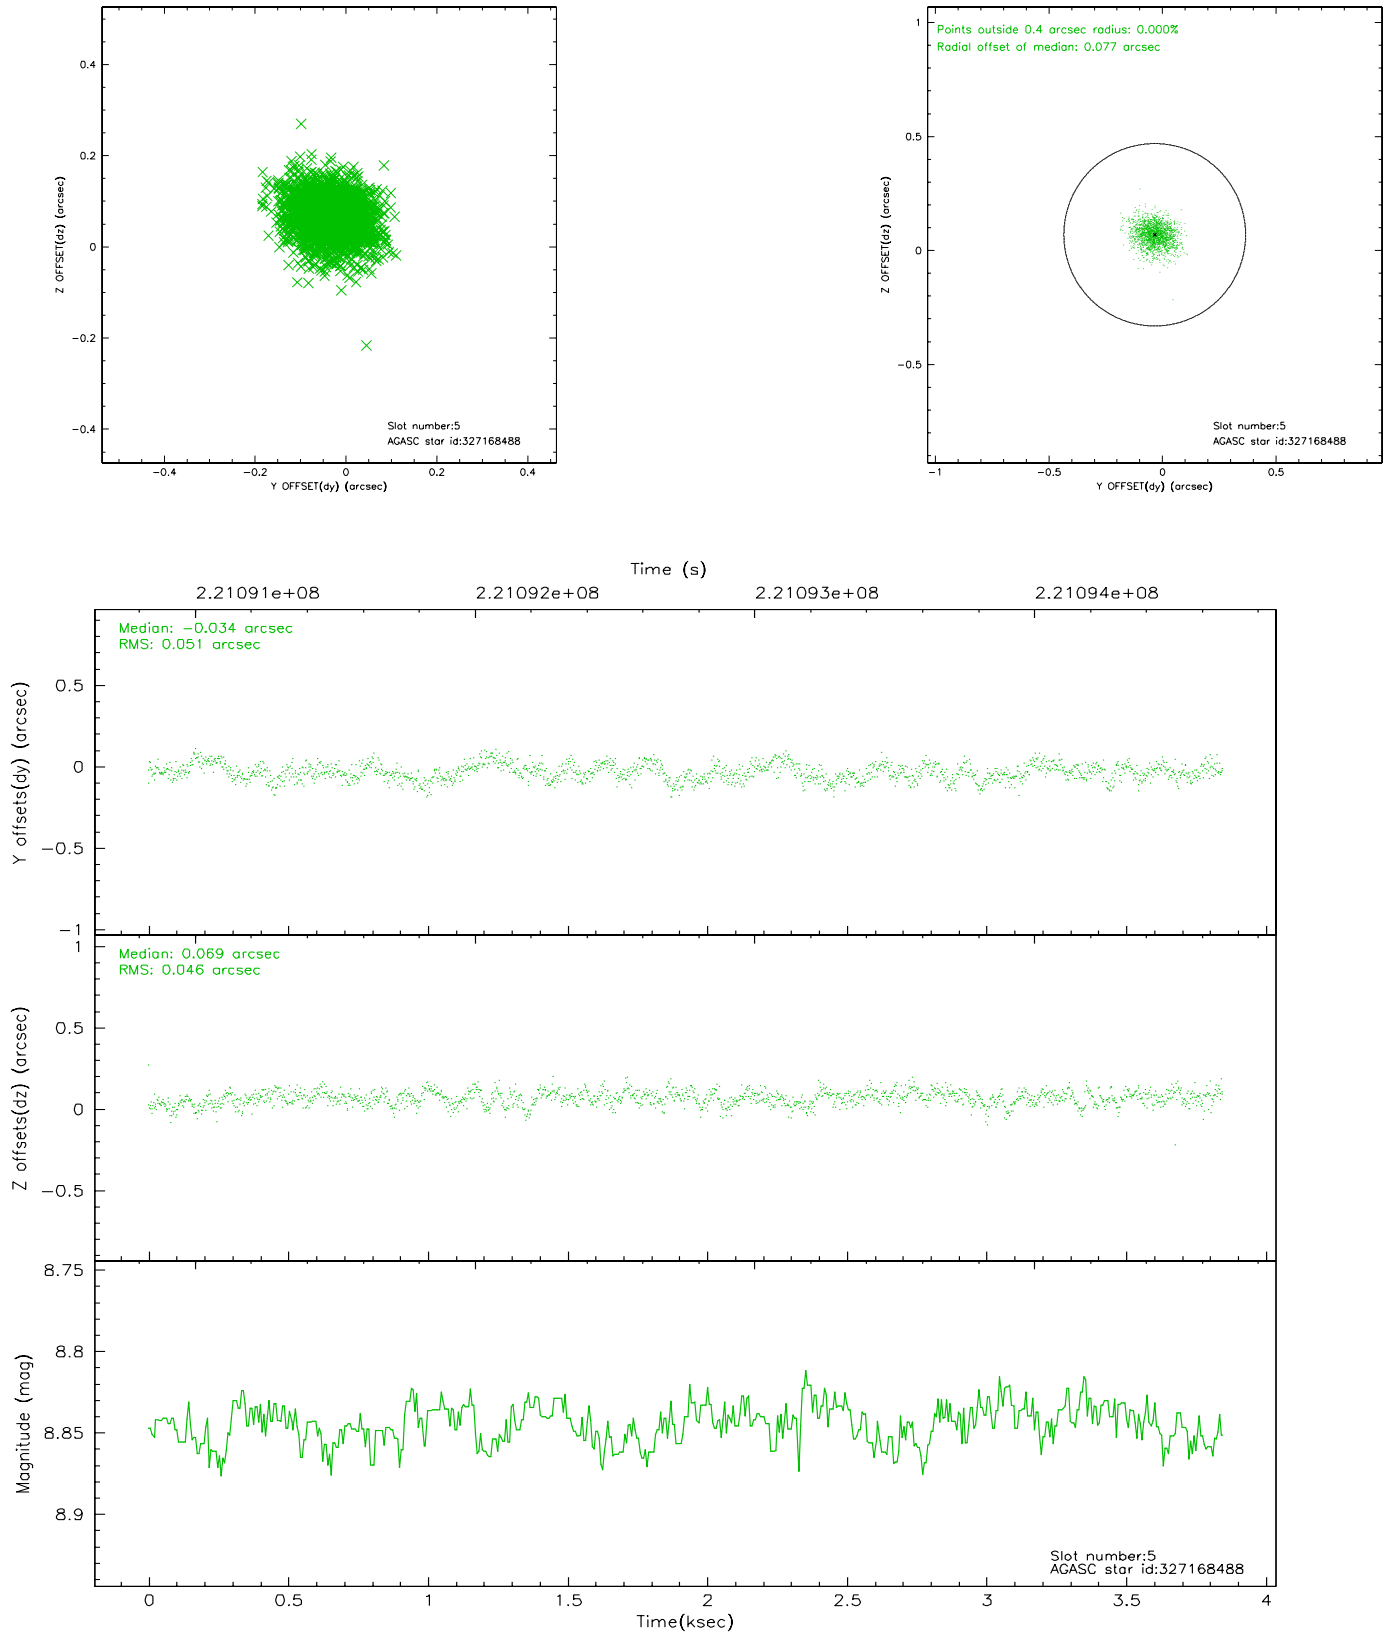 0.4
0.2
0
−0.2
−0.4
Z OFFSET(dz) (arcsec)
Slot number:5
AGASC star id:327168488
−0.4 −0.2 0 0.2 0.4
Y OFFSET(dy) (arcsec)
Points outside 0.4 arcsec radius: 0.000%
Radial offset of median: 0.077 arcsec
1
0.5
0
−0.5
Z OFFSET(dz) (arcsec)
Slot number:5
AGASC star id:327168488
−1 −0.5 0 0.5
Y OFFSET(dy) (arcsec)
Time (s)
2.21091e+08 2.21092e+08 2.21093e+08 2.21094e+08
Median: −0.034 arcsec
RMS: 0.051 arcsec
0.5
0
−0.5
−1
Y offsets(dy) (arcsec)
Median: 0.069 arcsec
RMS: 0.046 arcsec
1
0.5
0
−0.5
Z offsets(dz) (arcsec)
8.75
8.8
8.85
8.9
Magnitude (mag)
Slot number:5
AGASC star id:327168488
0 0.5 1 1.5 2 2.5 3 3.5 4
Time(ksec)